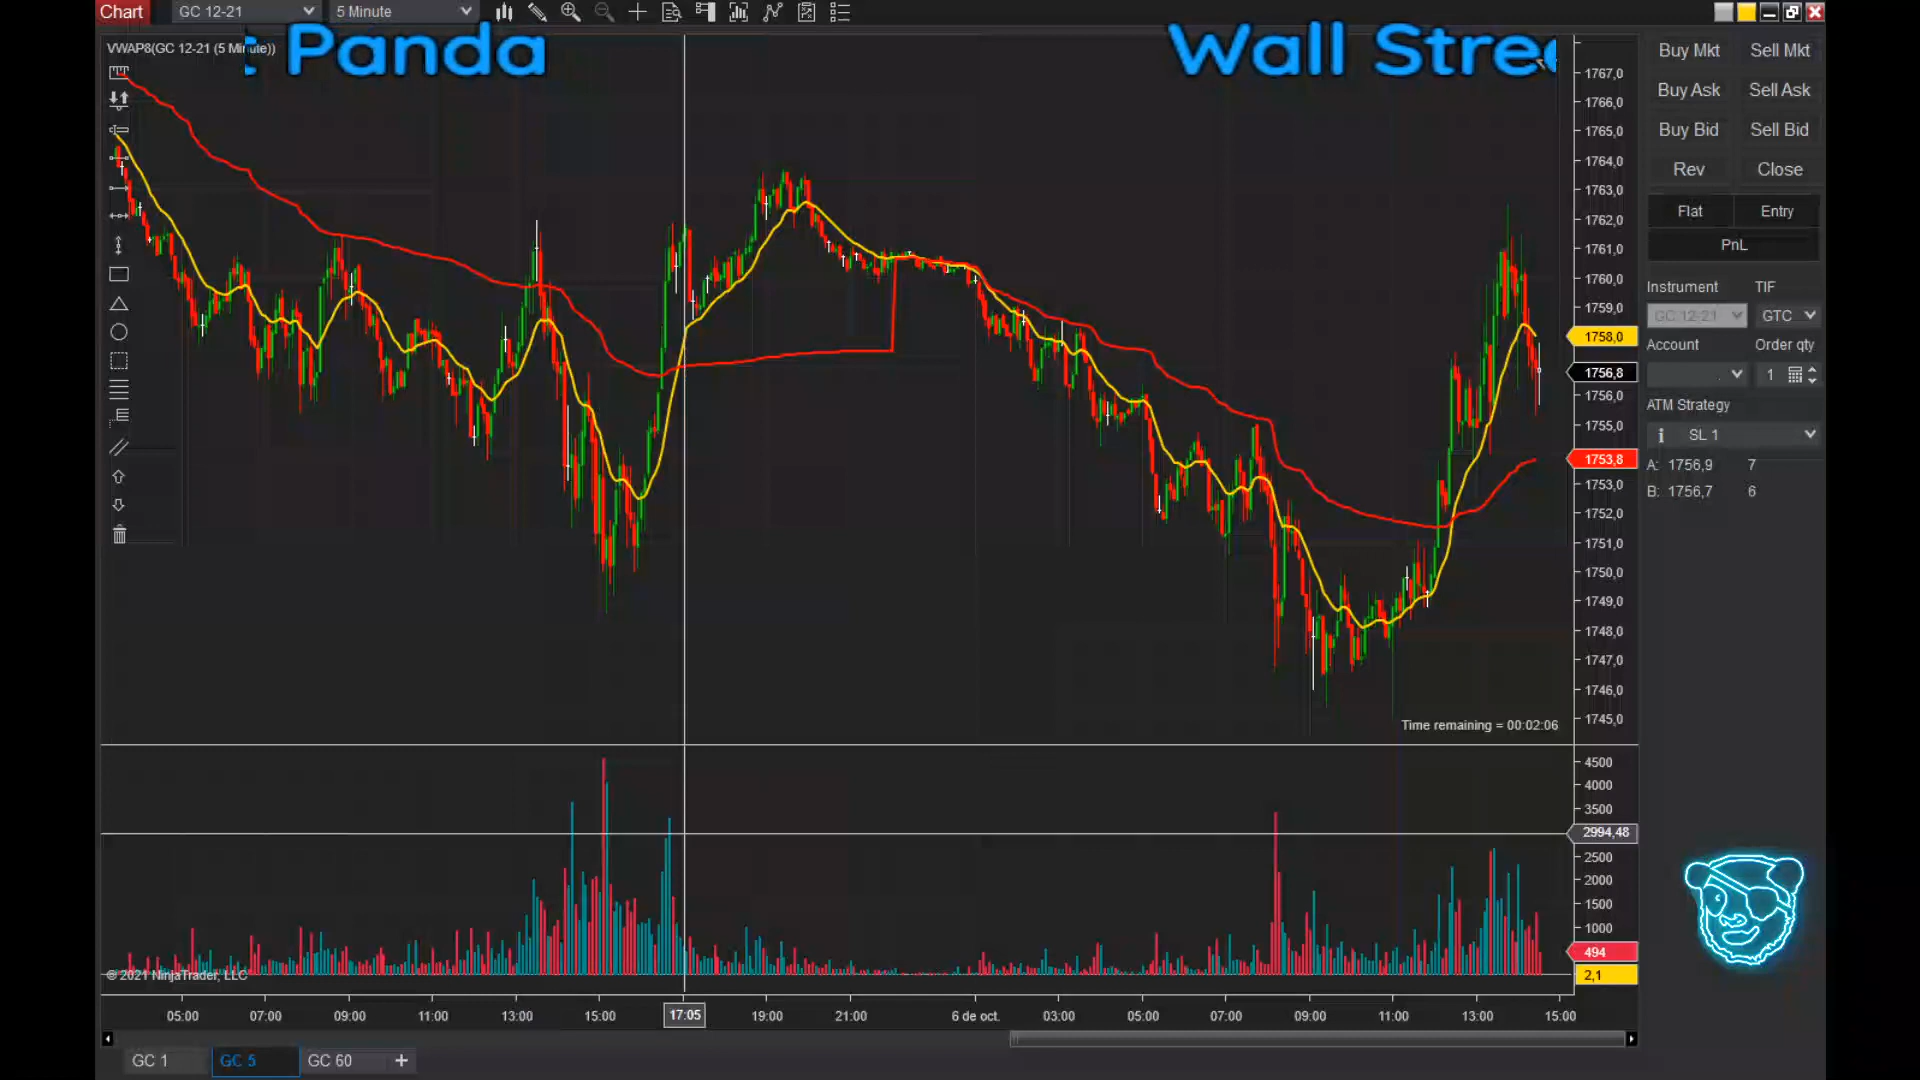 Chart GC 12-21 5 Minute
VWAP8(GC 12-21 (5 Minute))
t Panda Wall Stree
1767,0
1766,0
1765,0
1764,0
1763,0
1762,0
1761,0
1760,0
1759,0
1758,0
1756,8
1756,0
1755,0
1753,8
1753,0
1752,0
1751,0
1750,0
1749,0
1748,0
1747,0
1746,0
1745,0
Time remaining = 00:02:06
4500
4000
3500
2994,48
2500
2000
1500
1000
494
2,1
© 2021 NinjaTrader, LLC
05:00 07:00 09:00 11:00 13:00 15:00 17:05 19:00 21:00 6 de oct. 03:00 05:00 07:00 09:00 11:00 13:00 15:00
GC 1 GC 5 GC 60 +
Buy Mkt Sell Mkt
Buy Ask Sell Ask
Buy Bid Sell Bid
Rev Close
Flat Entry
PnL
Instrument TIF
GC 12-21 GTC
Account Order qty
1
ATM Strategy
SL 1
A: 1756,9 7
B: 1756,7 6